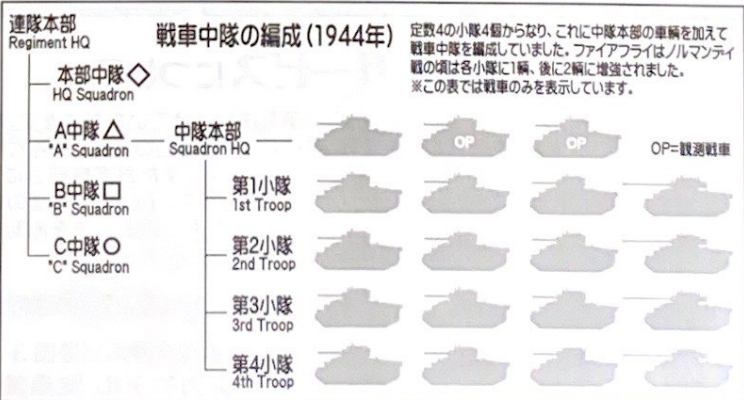 連隊本部
Regiment HQ
戦車中隊の編成(1944年)
定数4の小隊4個からなり、これに中隊本部の車輌を加えて
戦車中隊を編成していました。ファイアフライはノルマンディ
戦の頃は各小隊に1輌、後に2輌に増強されました。
※この表では戦車のみを表示しています。
本部中隊◇
HQ Squadron
A中隊△
"A" Squadron
中隊本部
Squadron HQ
OP
OP
OP=観測戦車
B中隊□
"B" Squadron
第1小隊
1st Troop
C中隊○
"C" Squadron
第2小隊
2nd Troop
第3小隊
3rd Troop
第4小隊
4th Troop